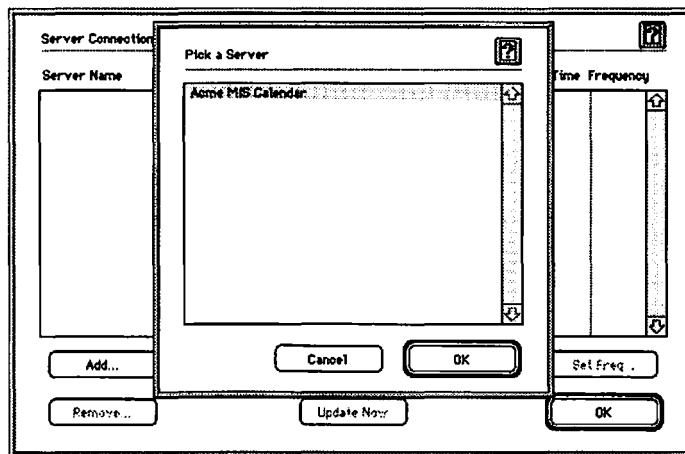 Server Connection
Pick a Server
?
?
Server Name
Time Frequency
Acme MIS Calendar
Cancel
OK
Add...
Set Freq .
Remove...
Update Now
OK